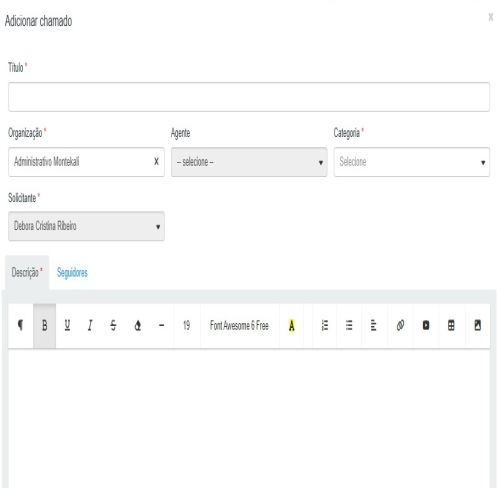 Adicionar chamado x
Título *
Organização * Agente Categoria *
Administrativo Montekali x -- selecione -- Selecione
Solicitante *
Debora Cristina Ribeiro
Descrição * Seguidores
¶ B U I S 19 Font Awesome 6 Free A